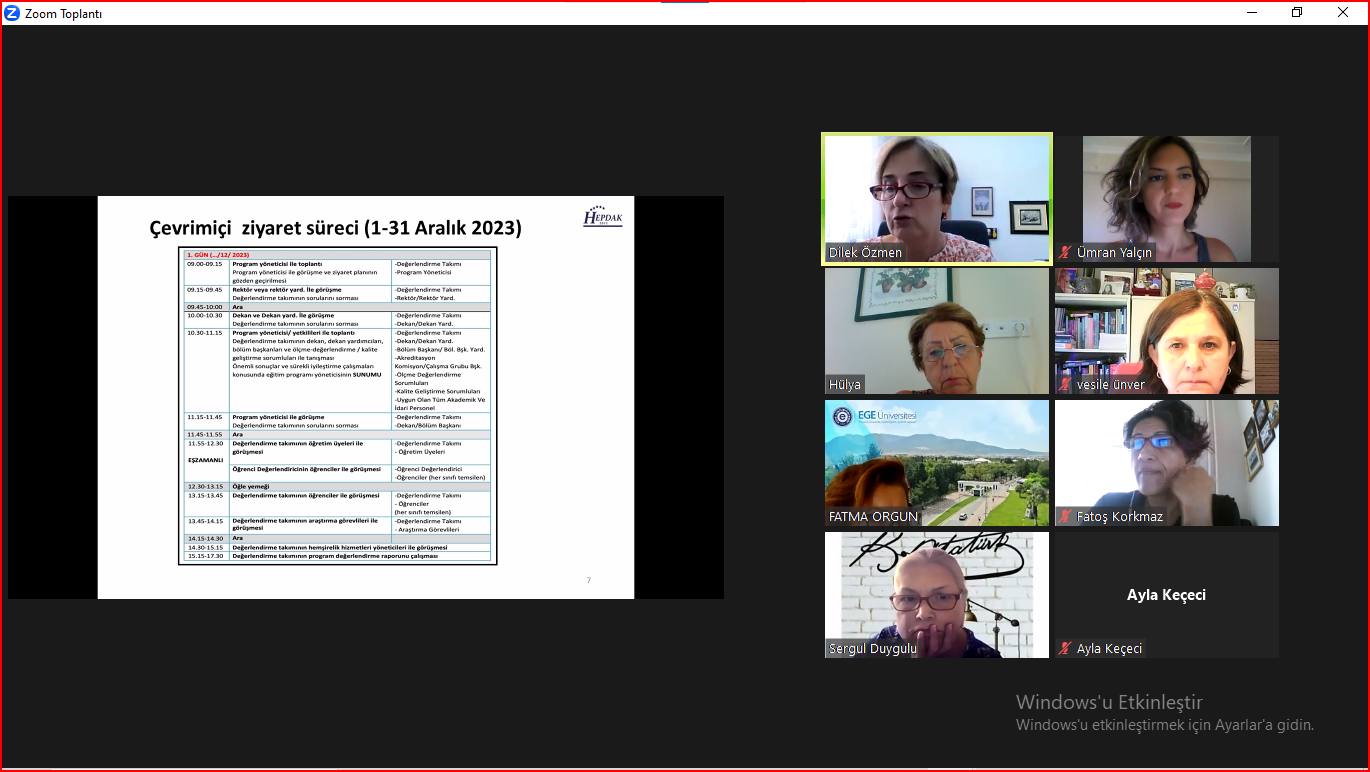 Zoom Toplantı
Çevrimiçi ziyaret süreci (1-31 Aralık 2023)
HEPDAK
1. GÜN (.../12/ 2023)
09.00-09.15 Program yöneticisi ile toplantı -Değerlendirme Takımı
Program yöneticisi ile görüşme ve ziyaret planının -Program Yöneticisi
gözden geçirilmesi
09.15-09.45 Rektör veya rektör yard. İle görüşme -Değerlendirme Takımı
Değerlendirme takımının sorularını sorması -Rektör/Rektör Yard.
09.45-10:00 Ara
10.00-10.30 Dekan ve Dekan yard. İle görüşme -Değerlendirme Takımı
Değerlendirme takımının sorularını sorması -Dekan/Dekan Yard.
10.30-11.15 Program yöneticisi/ yetkilileri ile toplantı -Değerlendirme Takımı
Değerlendirme takımının dekan, dekan yardımcıları, -Dekan/Dekan Yard.
bölüm başkanları ve ölçme-değerlendirme / kalite -Bölüm Başkanı/ Böl. Bşk. Yard.
geliştirme sorumluları ile tanışması -Akreditasyon
Önemli sonuçlar ve sürekli iyileştirme çalışmaları Komisyon/Çalışma Grubu Bşk.
konusunda eğitim programı yöneticisinin SUNUMU -Ölçme Değerlendirme
Sorumluları
-Kalite Geliştirme Sorumluları
-Uygun Olan Tüm Akademik Ve
İdari Personel
11.15-11.45 Program yöneticisi ile görüşme -Değerlendirme Takımı
Değerlendirme takımının sorularını sorması -Dekan/Bölüm Başkanı
11.45-11.55 Ara
11.55-12.30 Değerlendirme takımının öğretim üyeleri ile -Değerlendirme Takımı
görüşmesi - Öğretim Üyeleri
EŞZAMANLI
Öğrenci Değerlendiricinin öğrenciler ile görüşmesi -Öğrenci Değerlendirici
-Öğrenciler (her sınıfı temsilen)
12.30-13.15 Öğle yemeği
13.15-13.45 Değerlendirme takımının öğrenciler ile görüşmesi -Değerlendirme Takımı
- Öğrenciler
(her sınıfı temsilen)
13.45-14.15 Değerlendirme takımının araştırma görevlileri ile -Değerlendirme Takımı
görüşmesi - Araştırma Görevlileri
14.15-14.30 Ara
14.30-15.15 Değerlendirme takımının hemşirelik hizmetleri yöneticileri ile görüşmesi
15.15-17.30 Değerlendirme takımının program değerlendirme raporunu çalışması
7
Dilek Özmen
Ümran Yalçın
Hülya
vesile ünver
EGE Üniversitesi
FATMA ORGUN
Fatoş Korkmaz
Sergul Duygulu
Ayla Keçeci
Ayla Keçeci
Windows'u Etkinleştir
Windows'u etkinleştirmek için Ayarlar'a gidin.